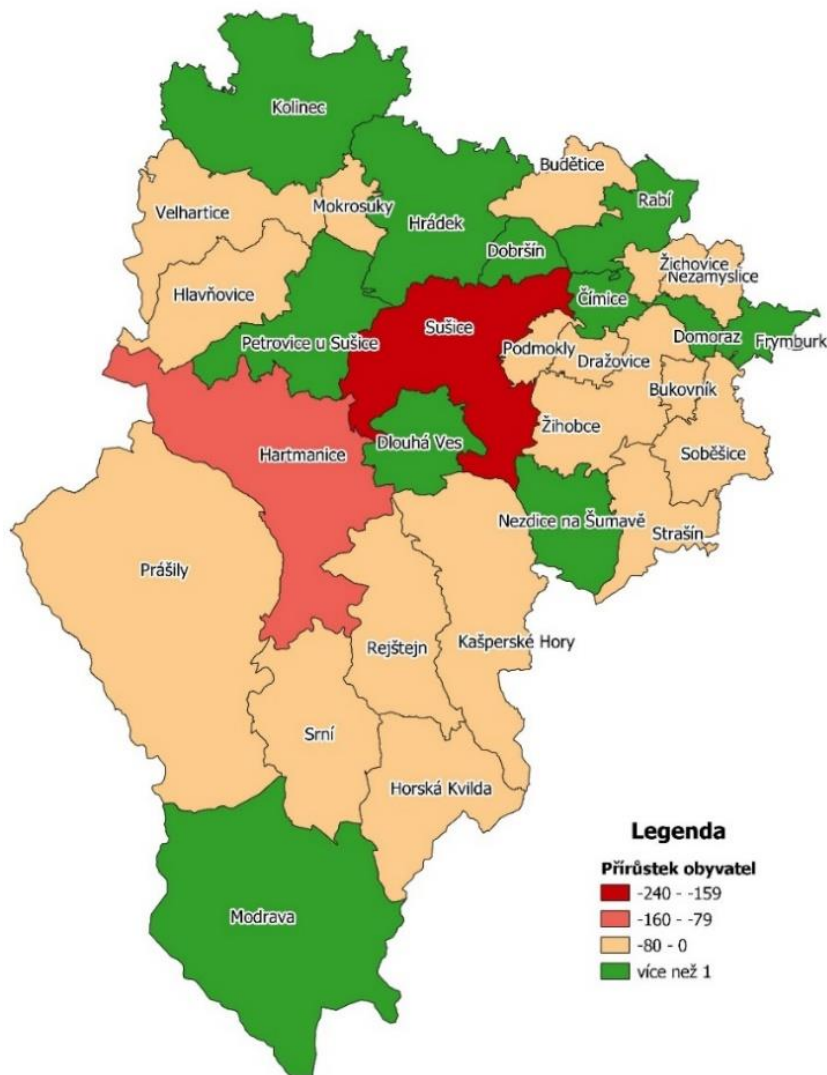 Kolinec
Budětice
Velhartice
Mokrosuky
Rabí
Hrádek
Dobršín
Žichovice
Nezamyslice
Hlavňovice
Čímice
Sušice
Petrovice u Sušice
Podmokly
Domoraz
Frymburk
Dražovice
Bukovník
Žihobce
Dlouhá Ves
Hartmanice
Soběšice
Nezdice na Šumavě
Strašín
Prášily
Rejštejn
Kašperské Hory
Srní
Horská Kvilda
Modrava
Legenda
Přírůstek obyvatel
-240 - -159
-160 - -79
-80 - 0
více než 1